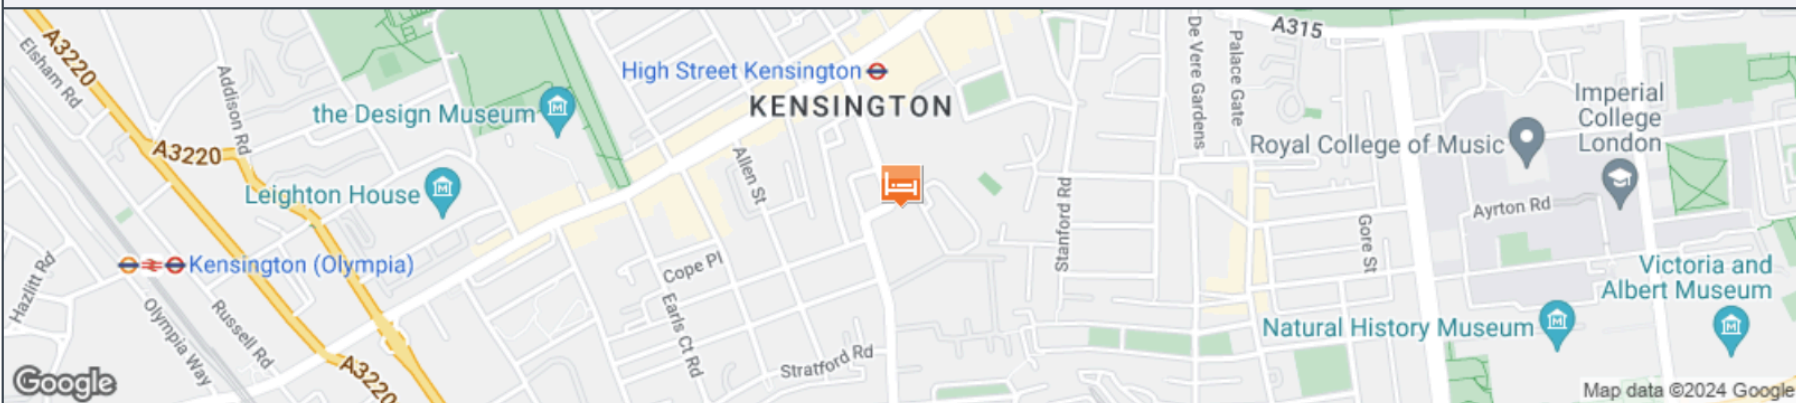 A3220
Elsham Rd
Addison Rd
the Design Museum
High Street Kensington
KENSINGTON
De Vere Gardens
Palace Gate
A315
Imperial
College
London
Royal College of Music
A3220
Leighton House
Allen St
Stanford Rd
Ayrton Rd
Gore St
Kensington (Olympia)
Cope Pl
Hazlitt Rd
Olympia Way
Russell Rd
Earls Ct Rd
Victoria and
Albert Museum
Natural History Museum
Stratford Rd
A3220
Google
Map data ©2024 Google